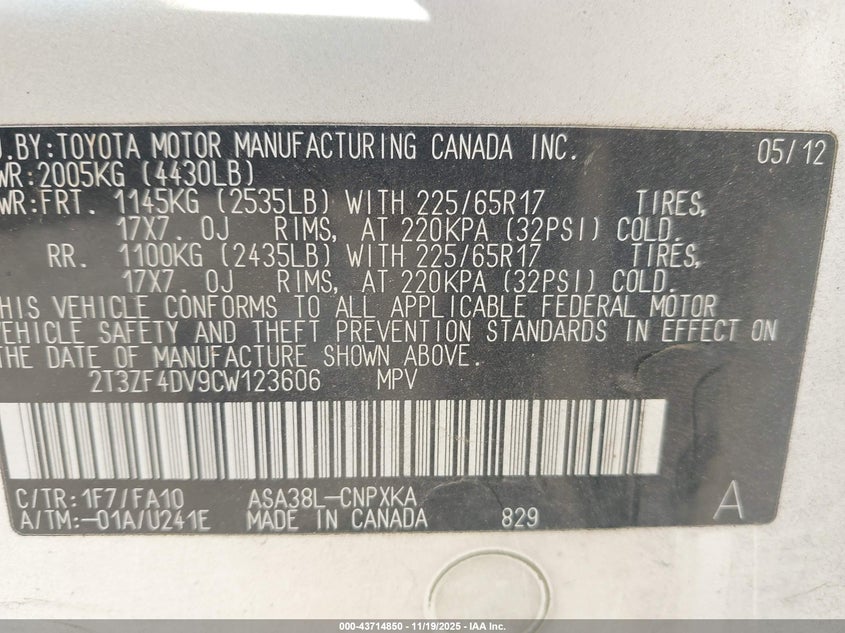 .BY:TOYOTA MOTOR MANUFACTURING CANADA INC. 05/12
WR:2005KG (4430LB)
WR:FRT. 1145KG (2535LB) WITH 225/65R17 TIRES,
17X7.0J RIMS, AT 220KPA (32PSI) COLD.
RR. 1100KG (2435LB) WITH 225/65R17 TIRES,
17X7.0J RIMS, AT 220KPA (32PSI) COLD.
THIS VEHICLE CONFORMS TO ALL APPLICABLE FEDERAL MOTOR
VEHICLE SAFETY AND THEFT PREVENTION STANDARDS IN EFFECT ON
THE DATE OF MANUFACTURE SHOWN ABOVE.
2T3ZF4DV9CW123606 MPV
C/TR:1F7/FA10 ASA38L-CNPXKA
A/TM:-01A/U241E MADE IN CANADA 829 A
000-43714850 - 11/19/2025 - IAA Inc.